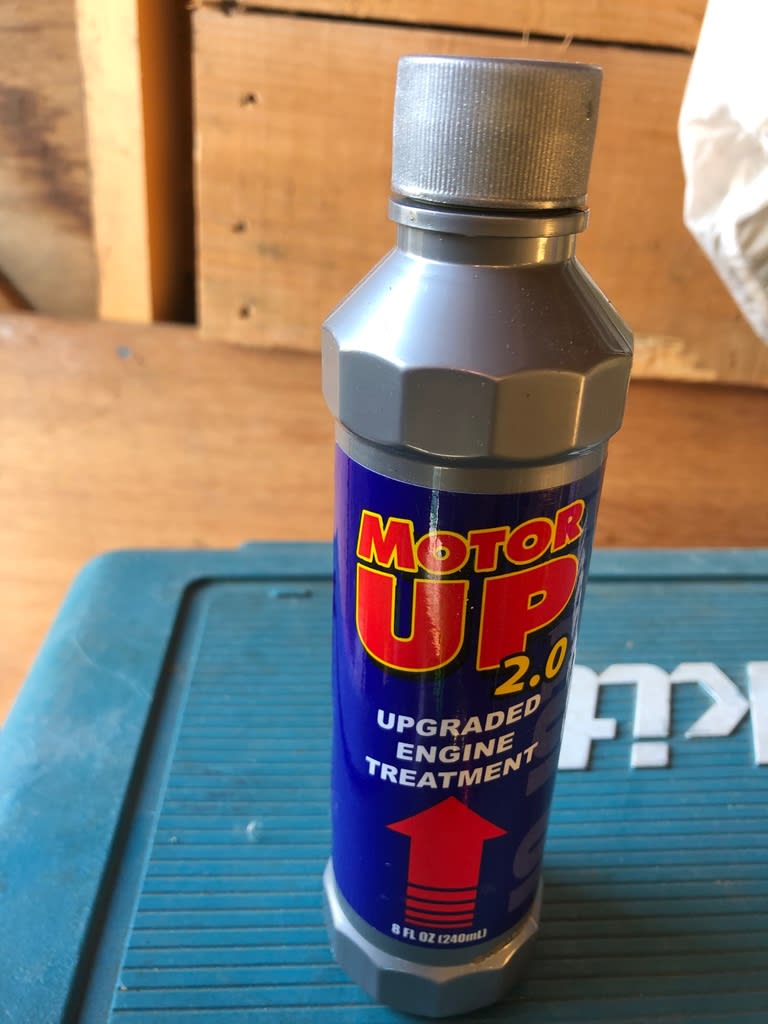 MOTOR
UP
2.0
UPGRADED
ENGINE
TREATMENT
8 FL OZ (240mL)